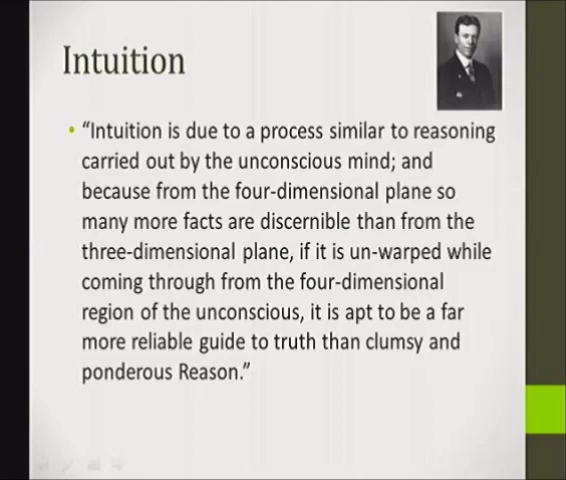 Intuition
• “Intuition is due to a process similar to reasoning
carried out by the unconscious mind; and
because from the four-dimensional plane so
many more facts are discernible than from the
three-dimensional plane, if it is un-warped while
coming through from the four-dimensional
region of the unconscious, it is apt to be a far
more reliable guide to truth than clumsy and
ponderous Reason.”